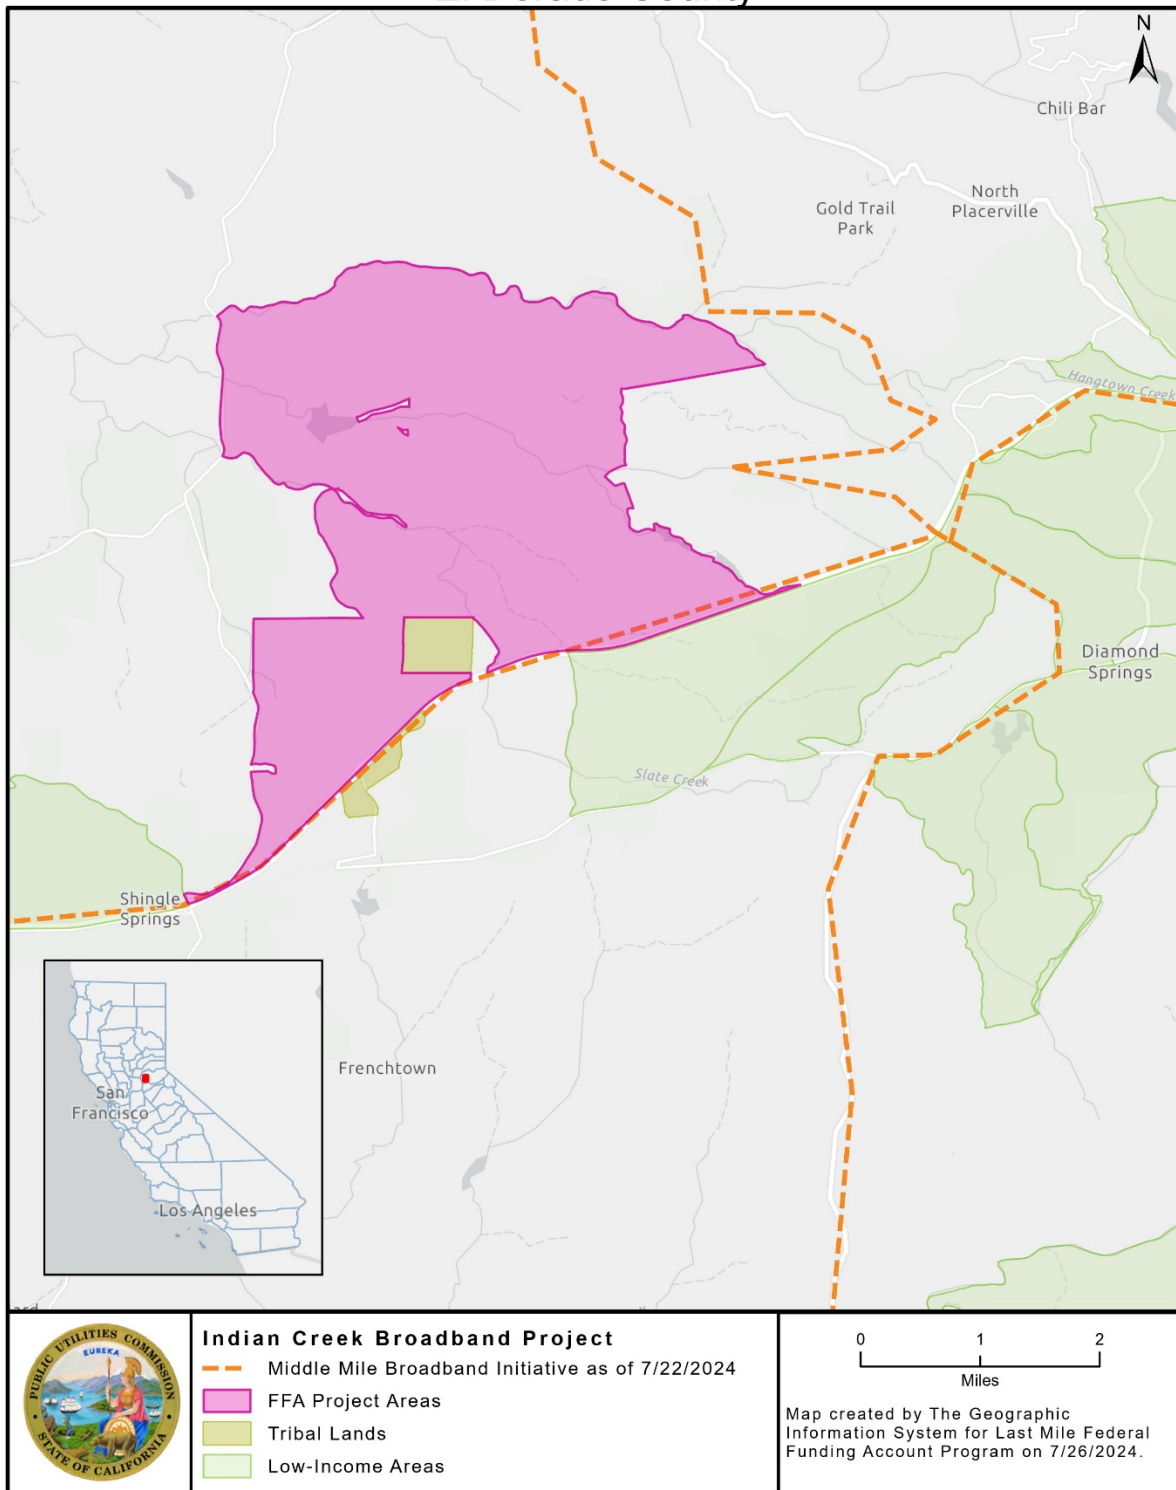 El Dorado County
N
Chili Bar
North
Placerville
Gold Trail
Park
Hangtown Creek
Diamond
Springs
Slate Creek
Shingle
Springs
Frenchtown
San
Francisco
Los Angeles
PUBLIC UTILITIES COMMISSION
EUREKA
STATE OF CALIFORNIA
Indian Creek Broadband Project
Middle Mile Broadband Initiative as of 7/22/2024
FFA Project Areas
Tribal Lands
Low-Income Areas
0 1 2
Miles
Map created by The Geographic
Information System for Last Mile Federal
Funding Account Program on 7/26/2024.